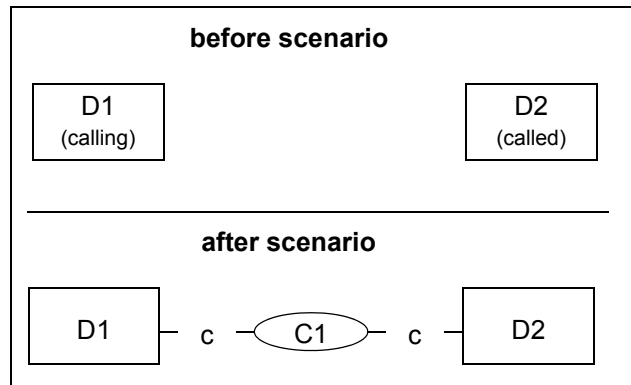 before scenario
D1
(calling)
D2
(called)
after scenario
D1 c C1 c D2